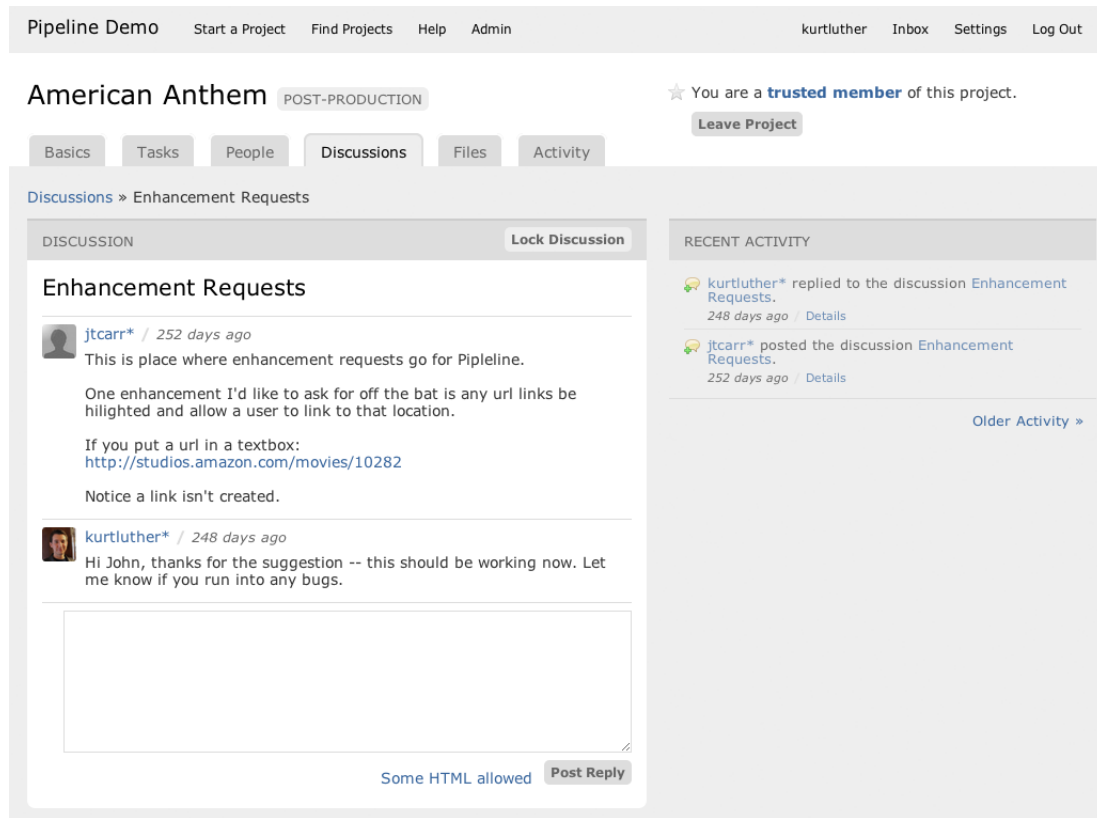 Pipeline Demo Start a Project Find Projects Help Admin kurtluther Inbox Settings Log Out
American Anthem POST-PRODUCTION
You are a trusted member of this project.
Leave Project
Basics Tasks People Discussions Files Activity
Discussions » Enhancement Requests
DISCUSSION Lock Discussion
Enhancement Requests
jtcarr* / 252 days ago
This is place where enhancement requests go for Pipleline.
One enhancement I'd like to ask for off the bat is any url links be
hilighted and allow a user to link to that location.
If you put a url in a textbox:
http://studios.amazon.com/movies/10282
Notice a link isn't created.
kurtluther* / 248 days ago
Hi John, thanks for the suggestion -- this should be working now. Let
me know if you run into any bugs.
Some HTML allowed Post Reply
RECENT ACTIVITY
kurtluther* replied to the discussion Enhancement
Requests.
248 days ago / Details
jtcarr* posted the discussion Enhancement
Requests.
252 days ago / Details
Older Activity »